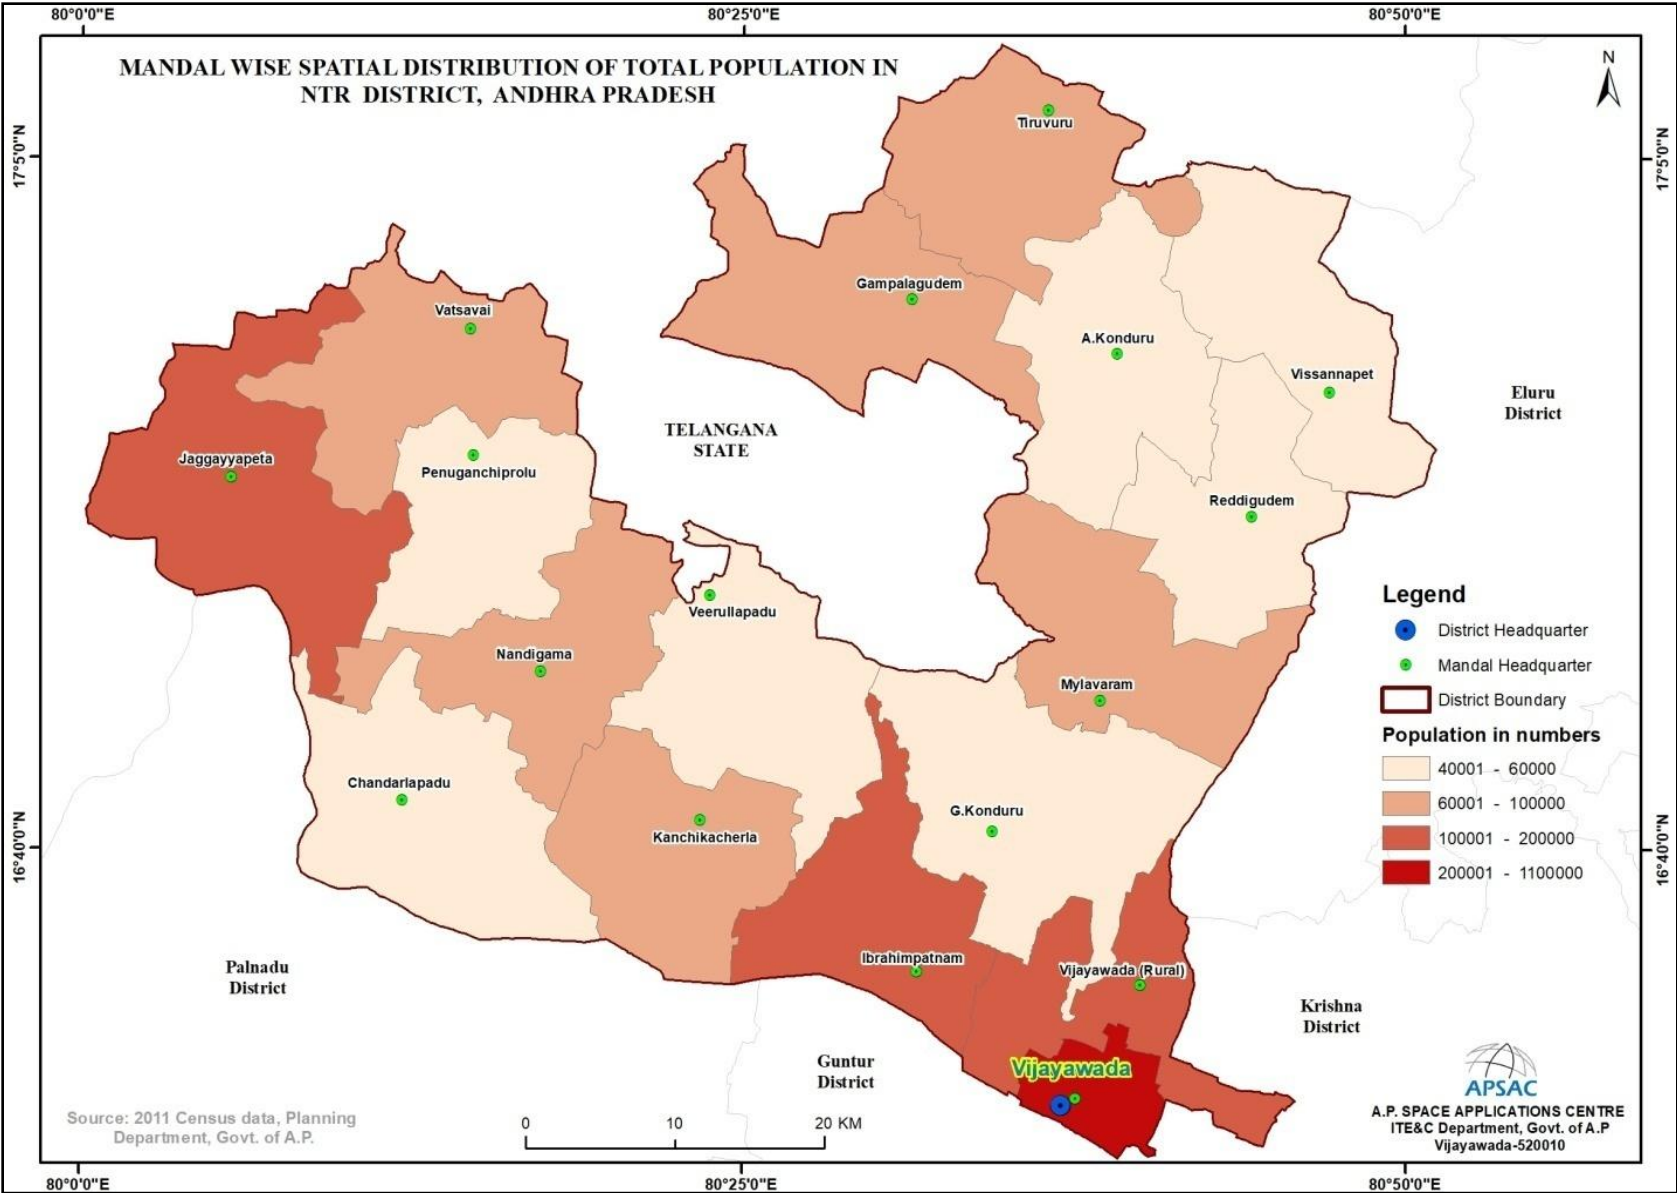 80°0'0"E
80°25'0"E
80°50'0"E
MANDAL WISE SPATIAL DISTRIBUTION OF TOTAL POPULATION IN
NTR DISTRICT, ANDHRA PRADESH
N
17°5'0"N
17°5'0"N
Tiruvuru
Gampalagudem
Vatsavai
A.Konduru
Vissannapet
Eluru
District
TELANGANA
STATE
Jaggayyapeta
Penuganchiprolu
Reddigudem
Veerullapadu
Nandigama
Mylavaram
Chandarlapadu
Kanchikacherla
G.Konduru
Legend
District Headquarter
Mandal Headquarter
District Boundary
Population in numbers
40001 - 60000
60001 - 100000
100001 - 200000
200001 - 1100000
16°40'0"N
16°40'0"N
Ibrahimpatnam
Vijayawada (Rural)
Palnadu
District
Krishna
District
Guntur
District
Vijayawada
APSAC
A.P. SPACE APPLICATIONS CENTRE
ITE&C Department, Govt. of A.P
Vijayawada-520010
Source: 2011 Census data, Planning
Department, Govt. of A.P.
0 10 20 KM
80°0'0"E
80°25'0"E
80°50'0"E